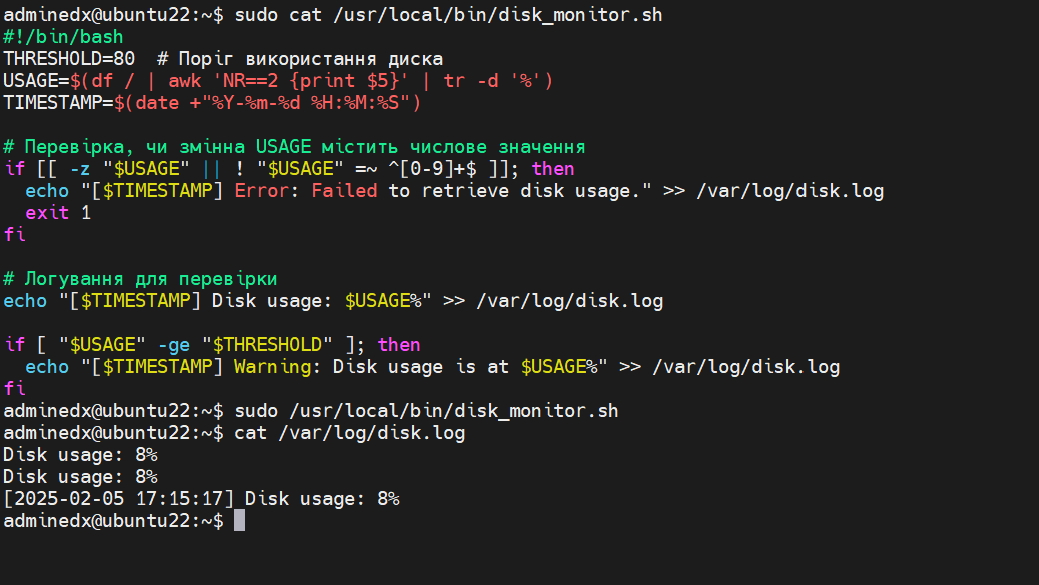 adminedx@ubuntu22:~$ sudo cat /usr/local/bin/disk_monitor.sh
#!/bin/bash
THRESHOLD=80  # Поріг використання диска
USAGE=$(df / | awk 'NR==2 {print $5}' | tr -d '%')
TIMESTAMP=$(date +"%Y-%m-%d %H:%M:%S")

# Перевірка, чи змінна USAGE містить числове значення
if [[ -z "$USAGE" || ! "$USAGE" =~ ^[0-9]+$ ]]; then
  echo "[$TIMESTAMP] Error: Failed to retrieve disk usage." >> /var/log/disk.log
  exit 1
fi

# Логування для перевірки
echo "[$TIMESTAMP] Disk usage: $USAGE%" >> /var/log/disk.log

if [ "$USAGE" -ge "$THRESHOLD" ]; then
  echo "[$TIMESTAMP] Warning: Disk usage is at $USAGE%" >> /var/log/disk.log
fi
adminedx@ubuntu22:~$ sudo /usr/local/bin/disk_monitor.sh
adminedx@ubuntu22:~$ cat /var/log/disk.log
Disk usage: 8%
Disk usage: 8%
[2025-02-05 17:15:17] Disk usage: 8%
adminedx@ubuntu22:~$